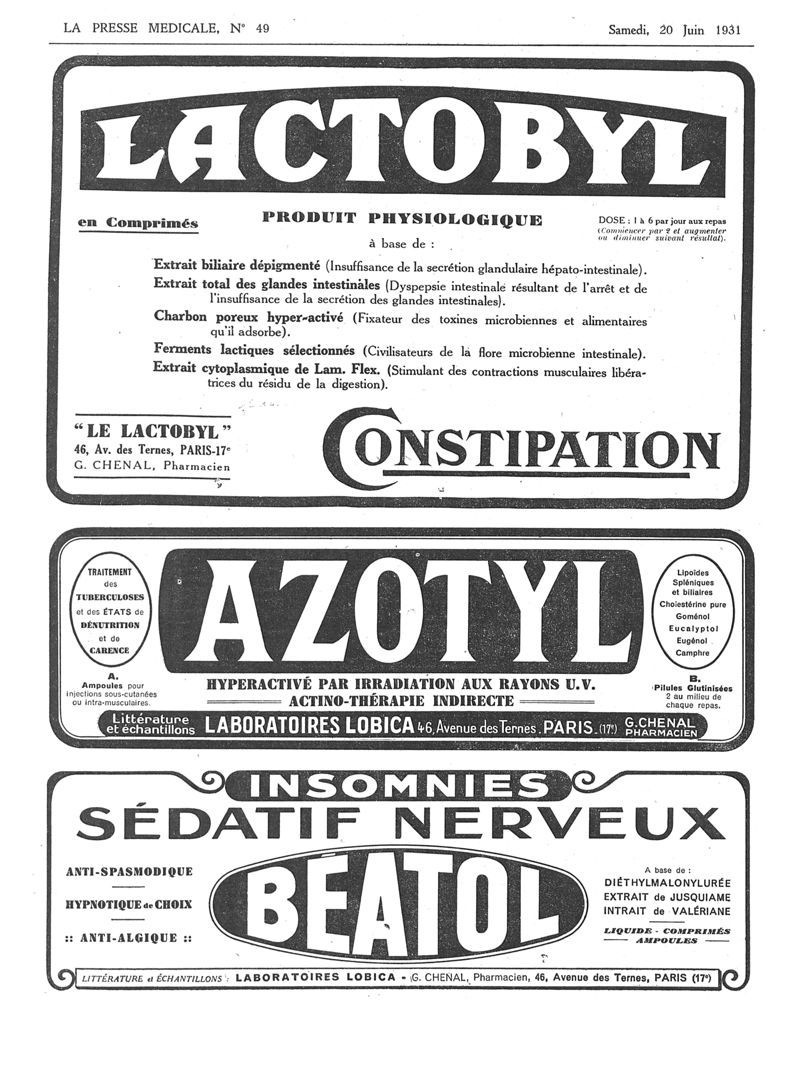 LA PRESSE MEDICALE, N° 49
Samedi, 20 Juin 1931
LACTOBYL
en Comprimés
PRODUIT PHYSIOLOGIQUE
DOSE : 1 à 6 par jour aux repas
(Commencer par 2 et augmenter
ou diminuer suivant résultat).
à base de :
Extrait biliaire dépigmenté (Insuffisance de la secrétion glandulaire hépato-intestinale).
Extrait total des glandes intestinales (Dyspepsie intestinale résultant de l'arrêt et de
l'insuffisance de la secrétion des glandes intestinales).
Charbon poreux hyper-activé (Fixateur des toxines microbiennes et alimentaires
qu'il adsorbe).
Ferments lactiques sélectionnés (Civilisateurs de la flore microbienne intestinale).
Extrait cytoplasmique de Lam. Flex. (Stimulant des contractions musculaires libéra-
trices du résidu de la digestion).
"LE LACTOBYL"
46, Av. des Ternes, PARIS-17e
G. CHENAL, Pharmacien
CONSTIPATION
TRAITEMENT
des
TUBERCULOSES
et des ÉTATS de
DÉNUTRITION
et de
CARENCE
A.
Ampoules pour
injections sous-cutanées
ou intra-musculaires.
AZOTYL
HYPERACTIVÉ PAR IRRADIATION AUX RAYONS U.V.
ACTINO-THÉRAPIE INDIRECTE
Lipoïdes
Spléniques
et biliaires
Cholestérine pure
Goménol
Eucalyptol
Eugénol
Camphre
B.
Pilules Glutinisées
2 au milieu de
chaque repas.
Littérature
et échantillons
LABORATOIRES LOBICA 46, Avenue des Ternes. PARIS. (17e)
G. CHENAL
PHARMACIEN
INSOMNIES
SÉDATIF NERVEUX
ANTI-SPASMODIQUE
HYPNOTIQUE de CHOIX
:: ANTI-ALGIQUE ::
BÉATOL
A base de :
DIÉTHYLMALONYLURÉE
EXTRAIT de JUSQUIAME
INTRAIT de VALÉRIANE
LIQUIDE - COMPRIMÉS
AMPOULES
LITTÉRATURE et ÉCHANTILLONS : LABORATOIRES LOBICA - G. CHENAL, Pharmacien, 46, Avenue des Ternes, PARIS (17e)